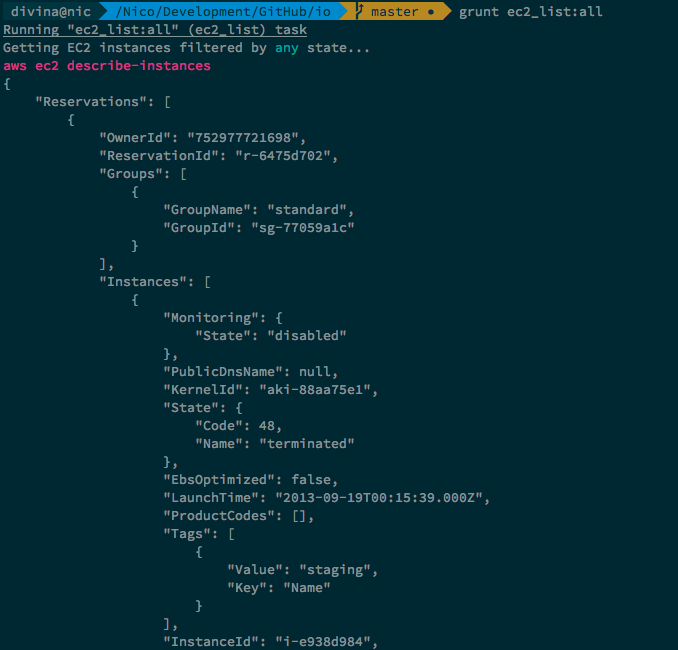 divina@nic /Nico/Development/GitHub/io master • grunt ec2_list:all
Running "ec2_list:all" (ec2_list) task
Getting EC2 instances filtered by any state...
aws ec2 describe-instances
{
    "Reservations": [
        {
            "OwnerId": "752977721698",
            "ReservationId": "r-6475d702",
            "Groups": [
                {
                    "GroupName": "standard",
                    "GroupId": "sg-77059a1c"
                }
            ],
            "Instances": [
                {
                    "Monitoring": {
                        "State": "disabled"
                    },
                    "PublicDnsName": null,
                    "KernelId": "aki-88aa75e1",
                    "State": {
                        "Code": 48,
                        "Name": "terminated"
                    },
                    "EbsOptimized": false,
                    "LaunchTime": "2013-09-19T00:15:39.000Z",
                    "ProductCodes": [],
                    "Tags": [
                        {
                            "Value": "staging",
                            "Key": "Name"
                        }
                    ],
                    "InstanceId": "i-e938d984",